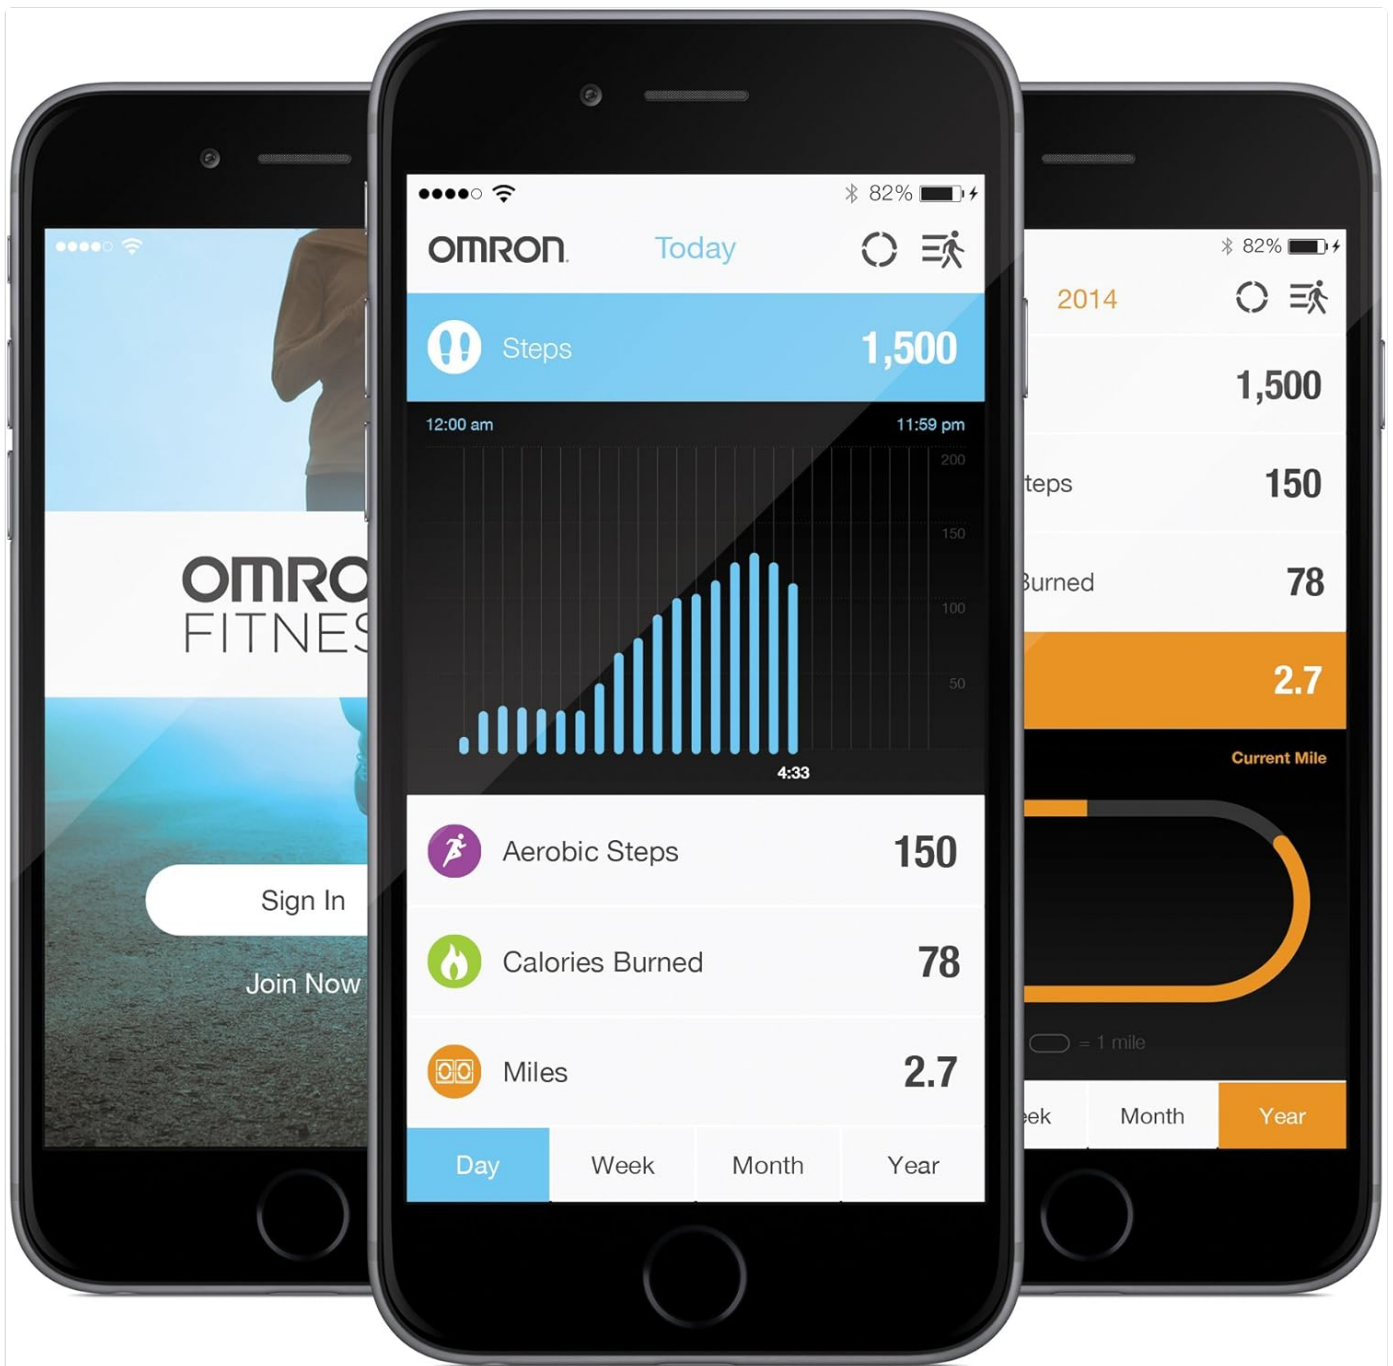 OMRO
FITNES
Sign In
Join Now
82%
OMRON
Today
Steps
1,500
12:00 am
11:59 pm
200
150
100
50
4:33
Aerobic Steps
150
Calories Burned
78
Miles
2.7
Day
Week
Month
Year
82%
2014
1,500
teps
150
Burned
78
2.7
Current Mile
= 1 mile
eek
Month
Year